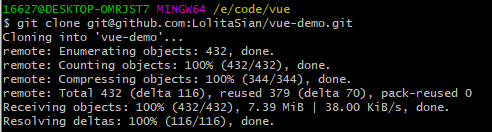 16627@DESKTOP-OMRJST7 MINGW64 /e/code/vue
$ git clone git@github.com:LolitaSian/vue-demo.git
Cloning into 'vue-demo'...
remote: Enumerating objects: 432, done.
remote: Counting objects: 100% (432/432), done.
remote: Compressing objects: 100% (344/344), done.
remote: Total 432 (delta 116), reused 379 (delta 70), pack-reused 0
Receiving objects: 100% (432/432), 7.39 MiB | 38.00 KiB/s, done.
Resolving deltas: 100% (116/116), done.